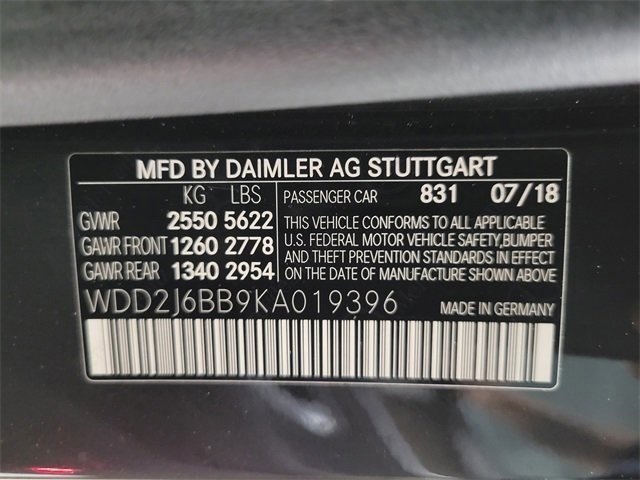 MFD BY DAIMLER AG STUTTGART
KG LBS PASSENGER CAR 831 07/18
GVWR 2550 5622 THIS VEHICLE CONFORMS TO ALL APPLICABLE
GAWR FRONT 1260 2778 U.S. FEDERAL MOTOR VEHICLE SAFETY, BUMPER
GAWR REAR 1340 2954 AND THEFT PREVENTION STANDARDS IN EFFECT
ON THE DATE OF MANUFACTURE SHOWN ABOVE.
WDD2J6BB9KA019396 MADE IN GERMANY